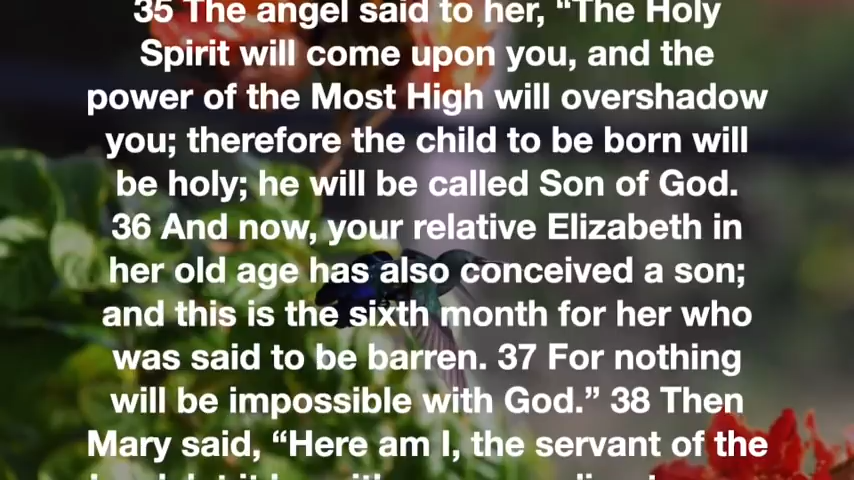 35 The angel said to her, “The Holy
Spirit will come upon you, and the
power of the Most High will overshadow
you; therefore the child to be born will
be holy; he will be called Son of God.
36 And now, your relative Elizabeth in
her old age has also conceived a son;
and this is the sixth month for her who
was said to be barren. 37 For nothing
will be impossible with God.” 38 Then
Mary said, “Here am I, the servant of the